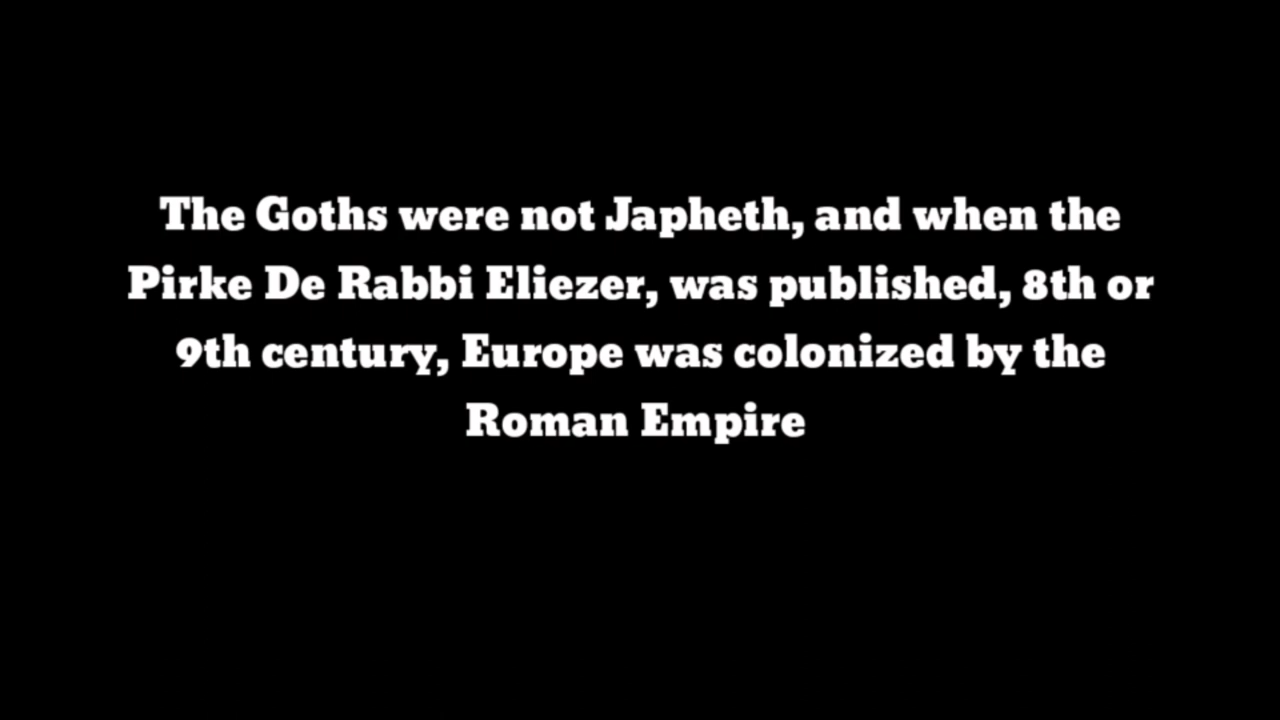 The Goths were not Japheth, and when the
Pirke De Rabbi Eliezer, was published, 8th or
9th century, Europe was colonized by the
Roman Empire